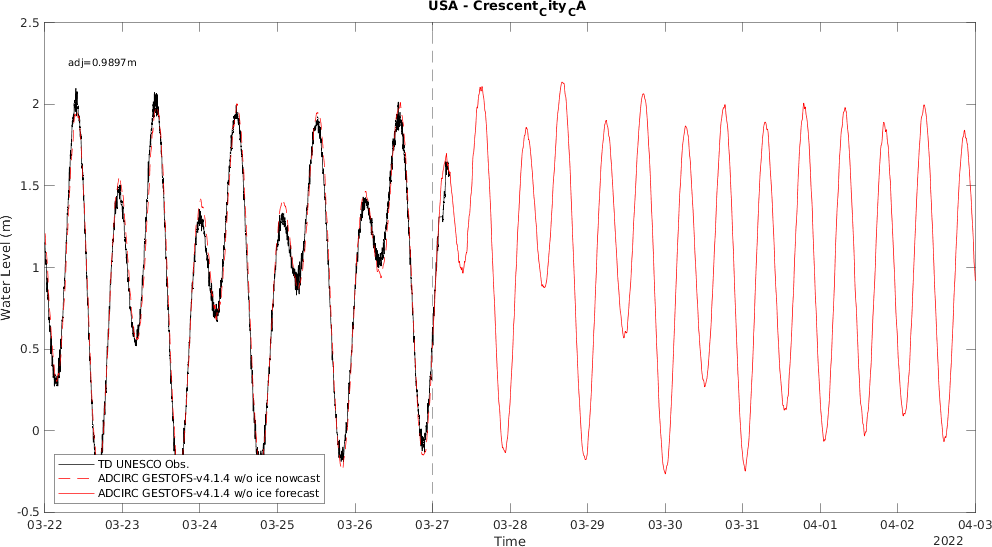 USA - Crescent_City_CA
2.5
adj=0.9897m
2
1.5
1
0.5
0
-0.5
Water Level (m)
TD UNESCO Obs.
ADCIRC GESTOFS-v4.1.4 w/o ice nowcast
ADCIRC GESTOFS-v4.1.4 w/o ice forecast
03-22 03-23 03-24 03-25 03-26 03-27 03-28 03-29 03-30 03-31 04-01 04-02 04-03
Time
2022